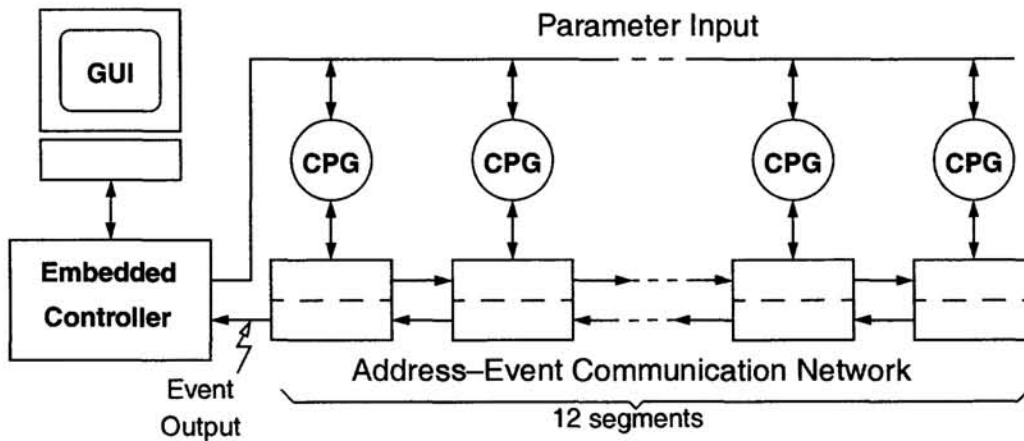 Parameter Input
GUI
CPG
CPG
CPG
CPG
Embedded
Controller
Event
Output
Address–Event Communication Network
12 segments